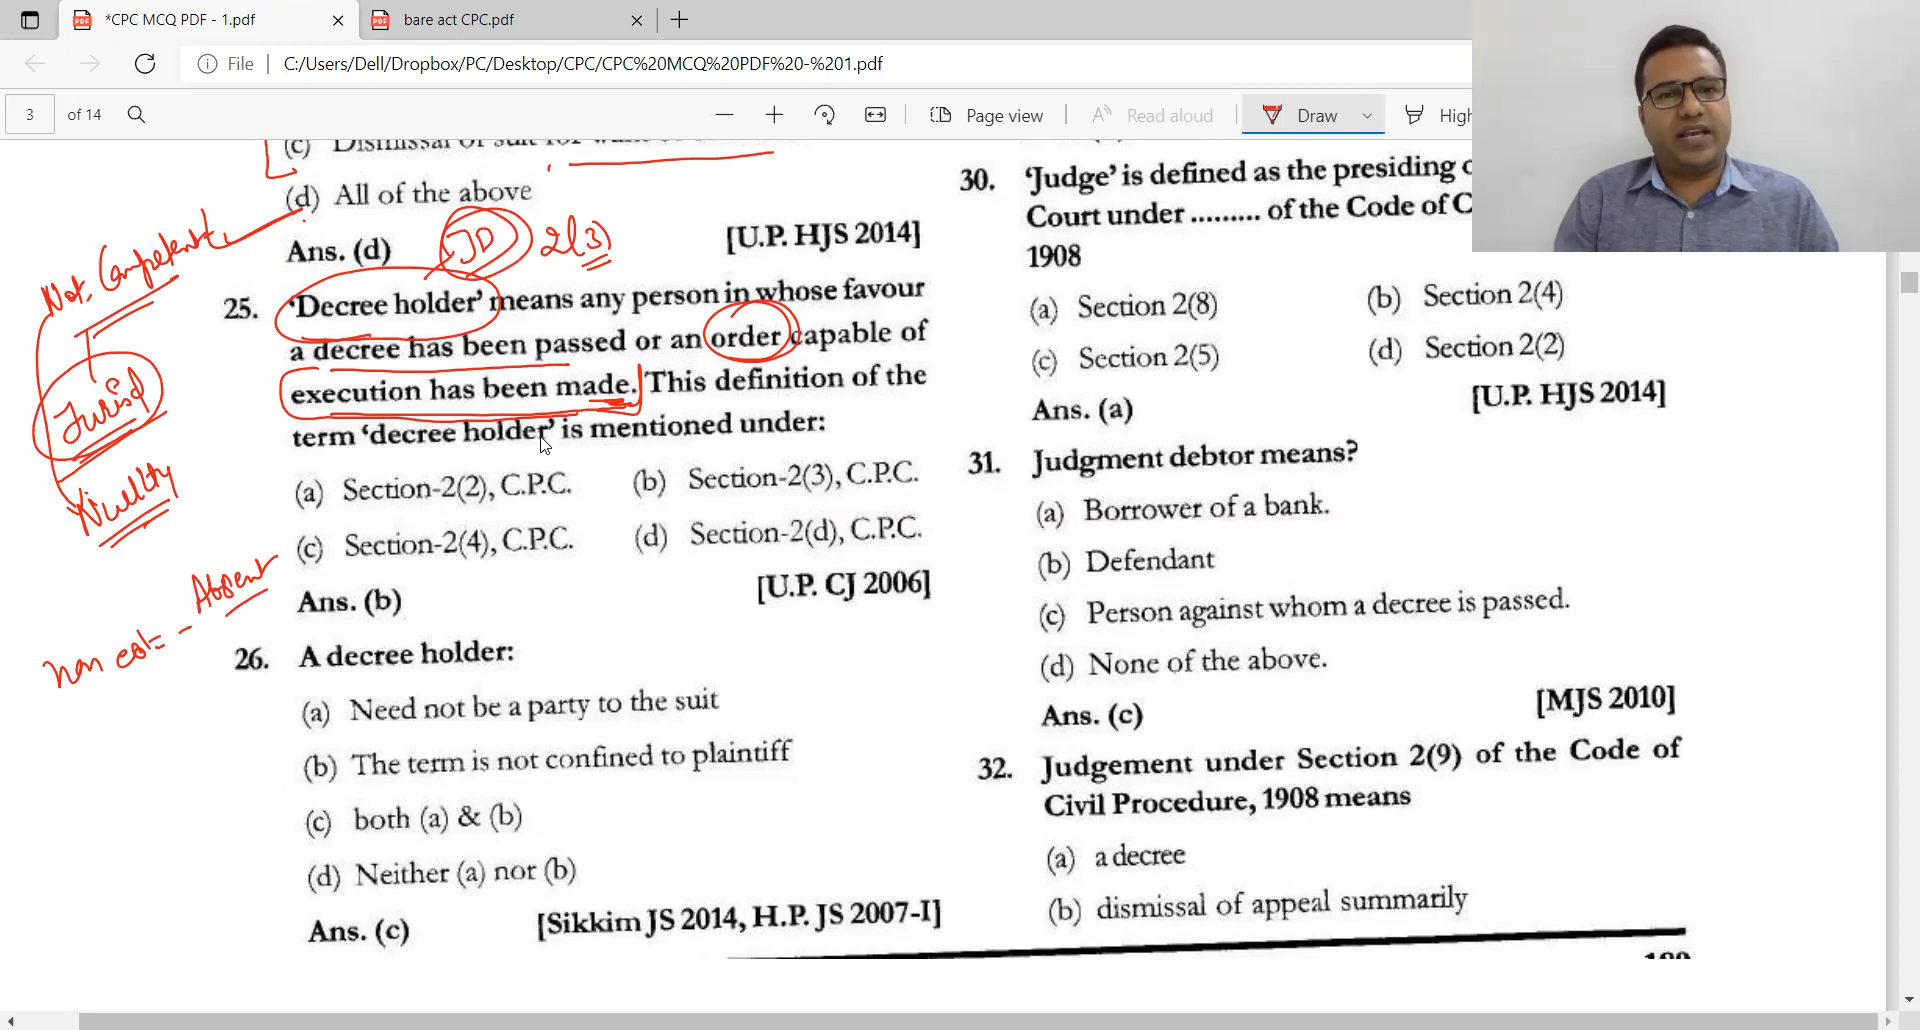 *CPC MCQ PDF - 1.pdf
bare act CPC.pdf
File
C:/Users/Dell/Dropbox/PC/Desktop/CPC/CPC%20MCQ%20PDF%20-%201.pdf
3 of 14
Page view
Read aloud
Draw
High
(c) Dismissal of suit for
(d) All of the above
Ans. (d)
[U.P. HJS 2014]
JD 2(3)
Not Competent
Jurisd
Nullity
Absent
non est =
25. 'Decree holder' means any person in whose favour
a decree has been passed or an order capable of
execution has been made. This definition of the
term 'decree holder' is mentioned under:
(a) Section-2(2), C.P.C. (b) Section-2(3), C.P.C.
(c) Section-2(4), C.P.C. (d) Section-2(d), C.P.C.
Ans. (b)
[U.P. CJ 2006]
26. A decree holder:
(a) Need not be a party to the suit
(b) The term is not confined to plaintiff
(c) both (a) & (b)
(d) Neither (a) nor (b)
Ans. (c) [Sikkim JS 2014, H.P. JS 2007-I]
30. 'Judge' is defined as the presiding
Court under ......... of the Code of C
1908
(a) Section 2(8) (b) Section 2(4)
(c) Section 2(5) (d) Section 2(2)
Ans. (a)
[U.P. HJS 2014]
31. Judgment debtor means?
(a) Borrower of a bank.
(b) Defendant
(c) Person against whom a decree is passed.
(d) None of the above.
Ans. (c)
[MJS 2010]
32. Judgement under Section 2(9) of the Code of
Civil Procedure, 1908 means
(a) a decree
(b) dismissal of appeal summarily